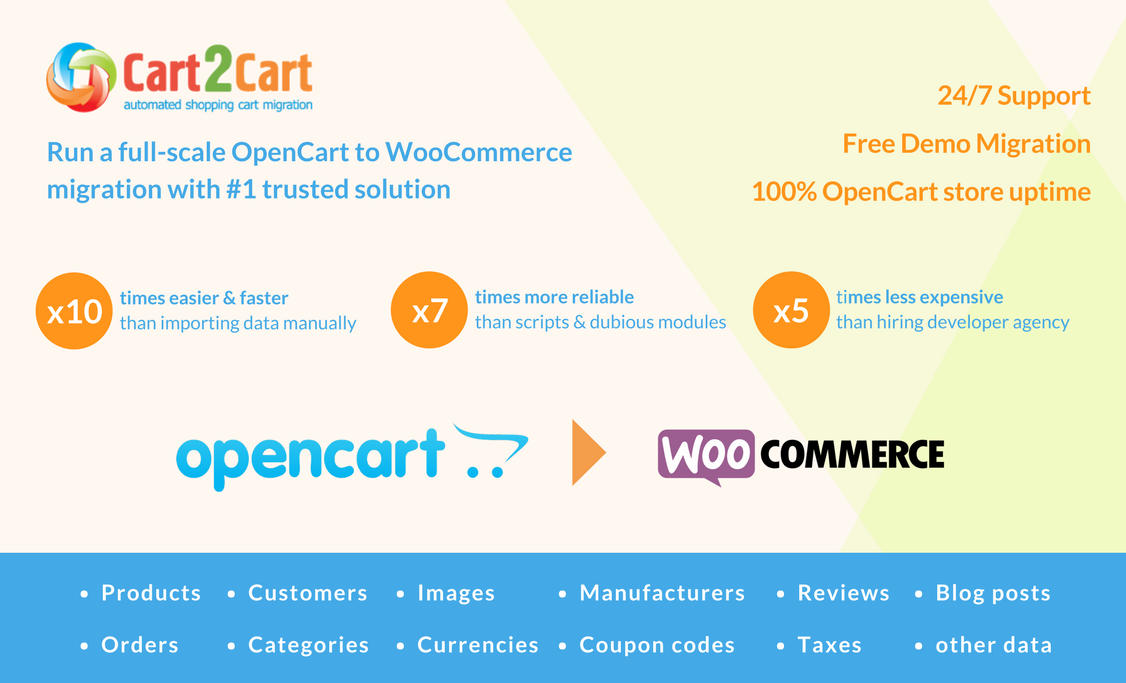 Cart2Cart
automated shopping cart migration
Run a full-scale OpenCart to WooCommerce
migration with #1 trusted solution
24/7 Support
Free Demo Migration
100% OpenCart store uptime
x10
times easier & faster
than importing data manually
x7
times more reliable
than scripts & dubious modules
x5
times less expensive
than hiring developer agency
opencart
WOO COMMERCE
• Products • Customers • Images • Manufacturers • Reviews • Blog posts
• Orders • Categories • Currencies • Coupon codes • Taxes • other data